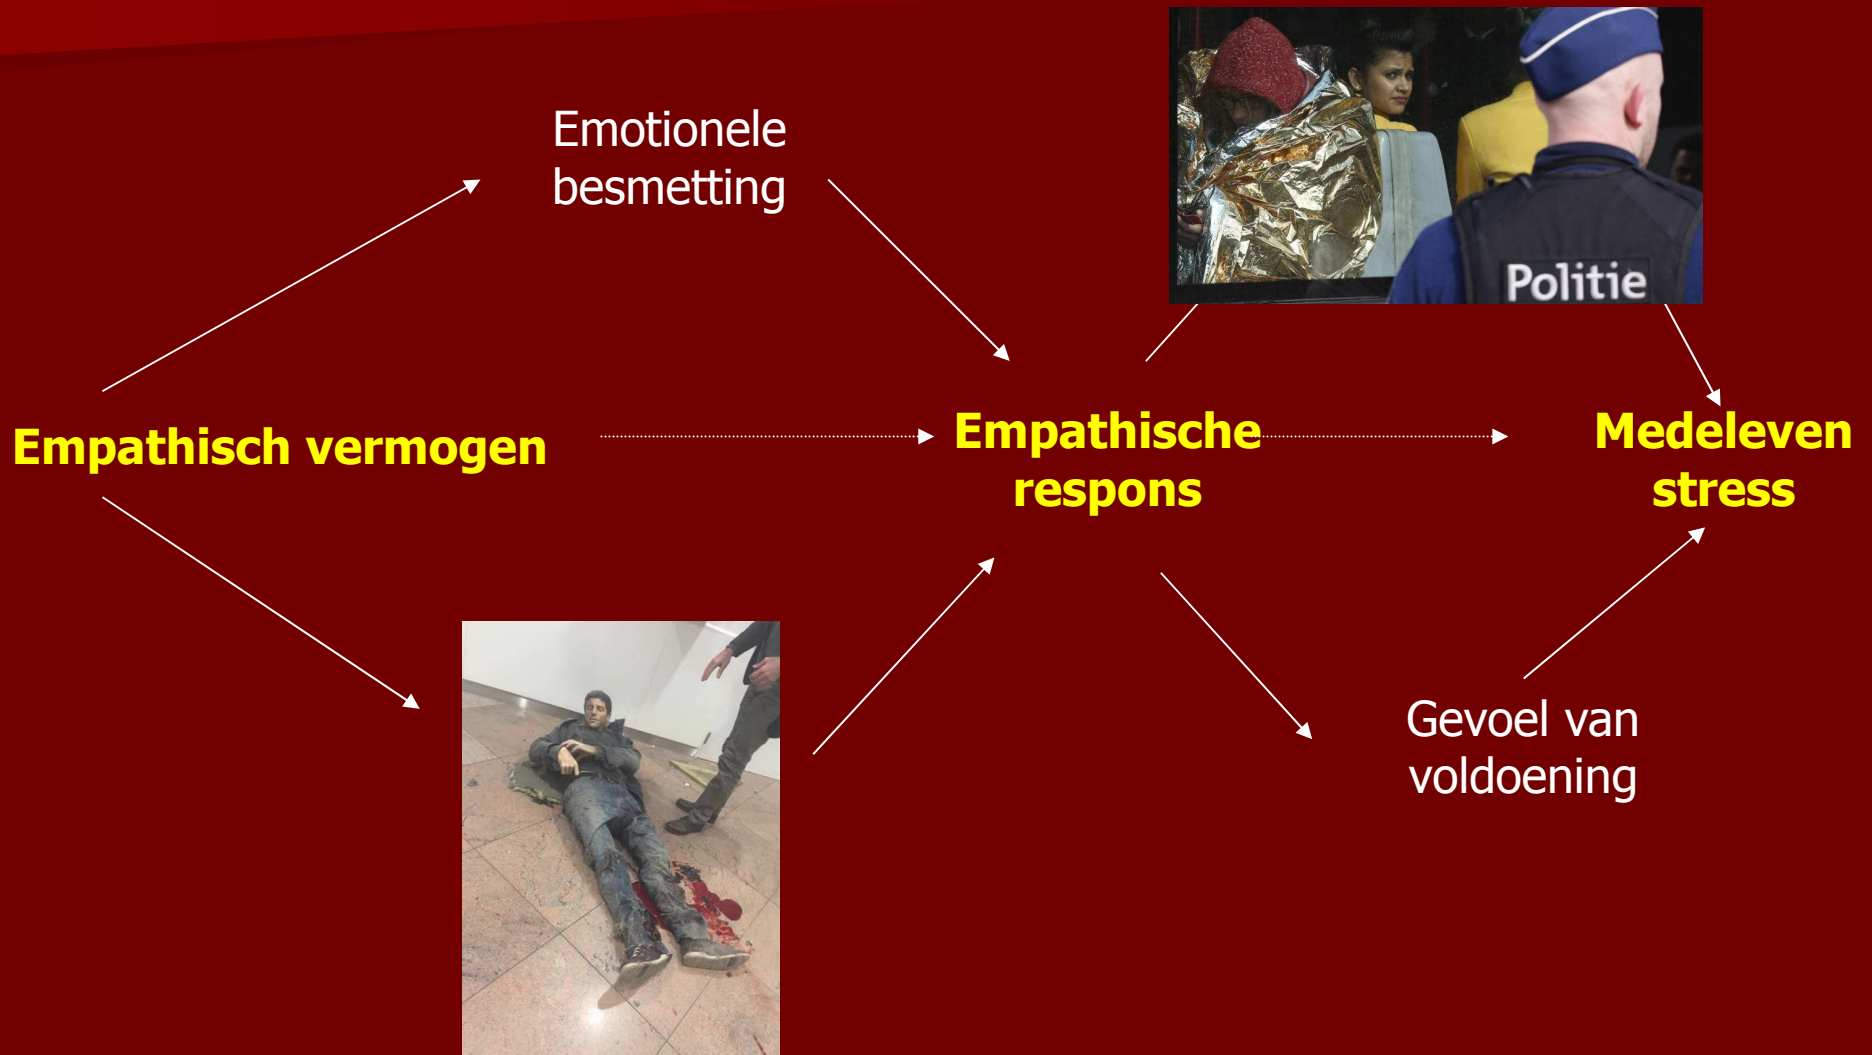 Emotionele
besmetting
Politie
Empathisch vermogen
Empathische
respons
Medeleven
stress
Gevoel van
voldoening